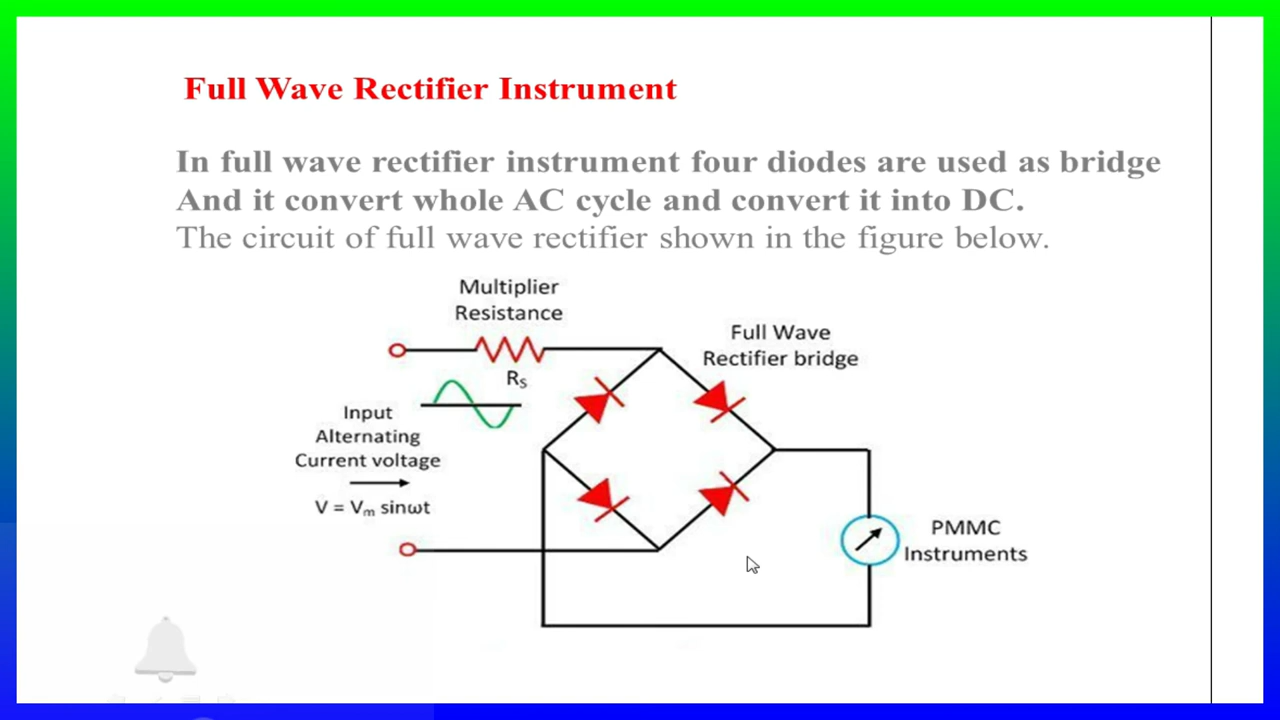 Full Wave Rectifier Instrument
In full wave rectifier instrument four diodes are used as bridge
And it convert whole AC cycle and convert it into DC.
The circuit of full wave rectifier shown in the figure below.
Multiplier
Resistance
Full Wave
Rectifier bridge
Rs
Input
Alternating
Current voltage
V = Vm sinωt
PMMC
Instruments